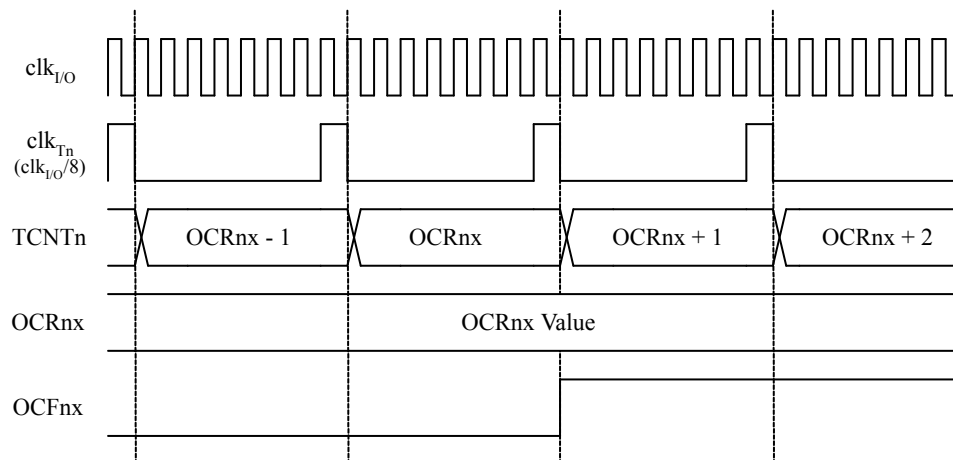 clkI/O
clkTn
(clkI/O/8)
TCNTn OCRnx - 1 OCRnx OCRnx + 1 OCRnx + 2
OCRnx OCRnx Value
OCFnx